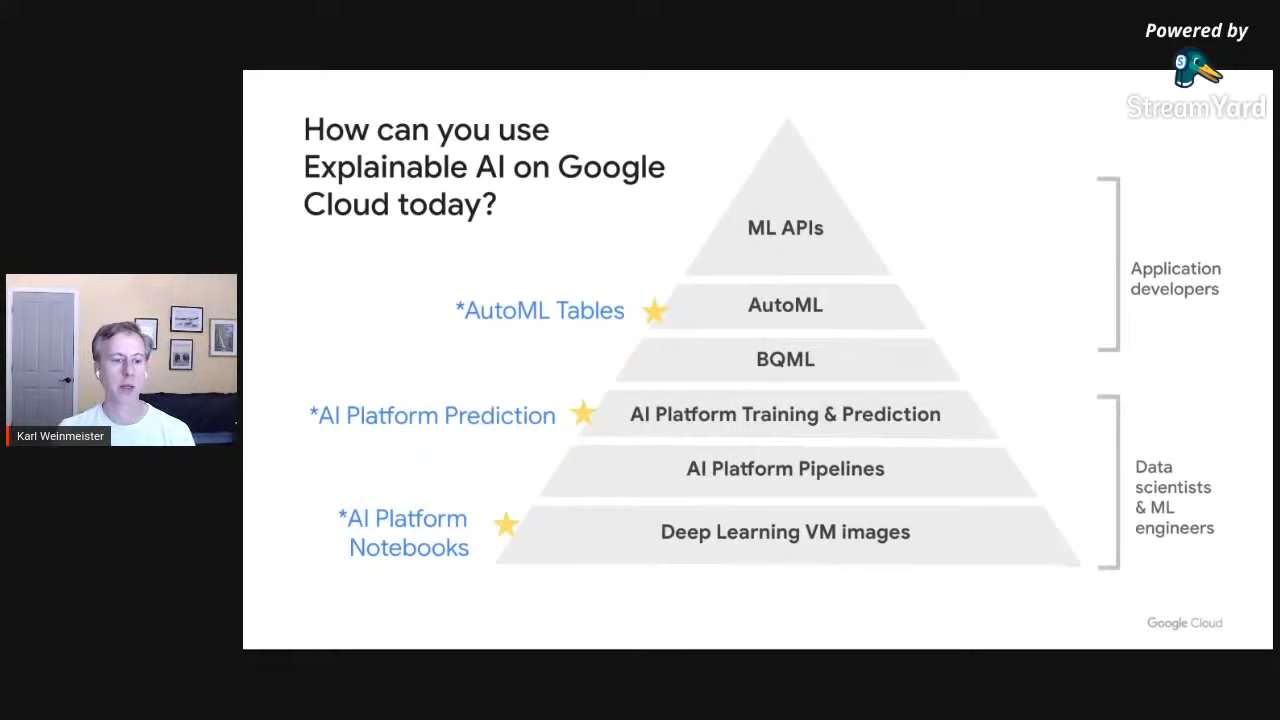 Powered by
StreamYard
How can you use
Explainable AI on Google
Cloud today?
ML APIs
*AutoML Tables
AutoML
BQML
*AI Platform Prediction
AI Platform Training & Prediction
AI Platform Pipelines
*AI Platform
Notebooks
Deep Learning VM images
Application
developers
Data
scientists
& ML
engineers
Google Cloud
Karl Weinmeister